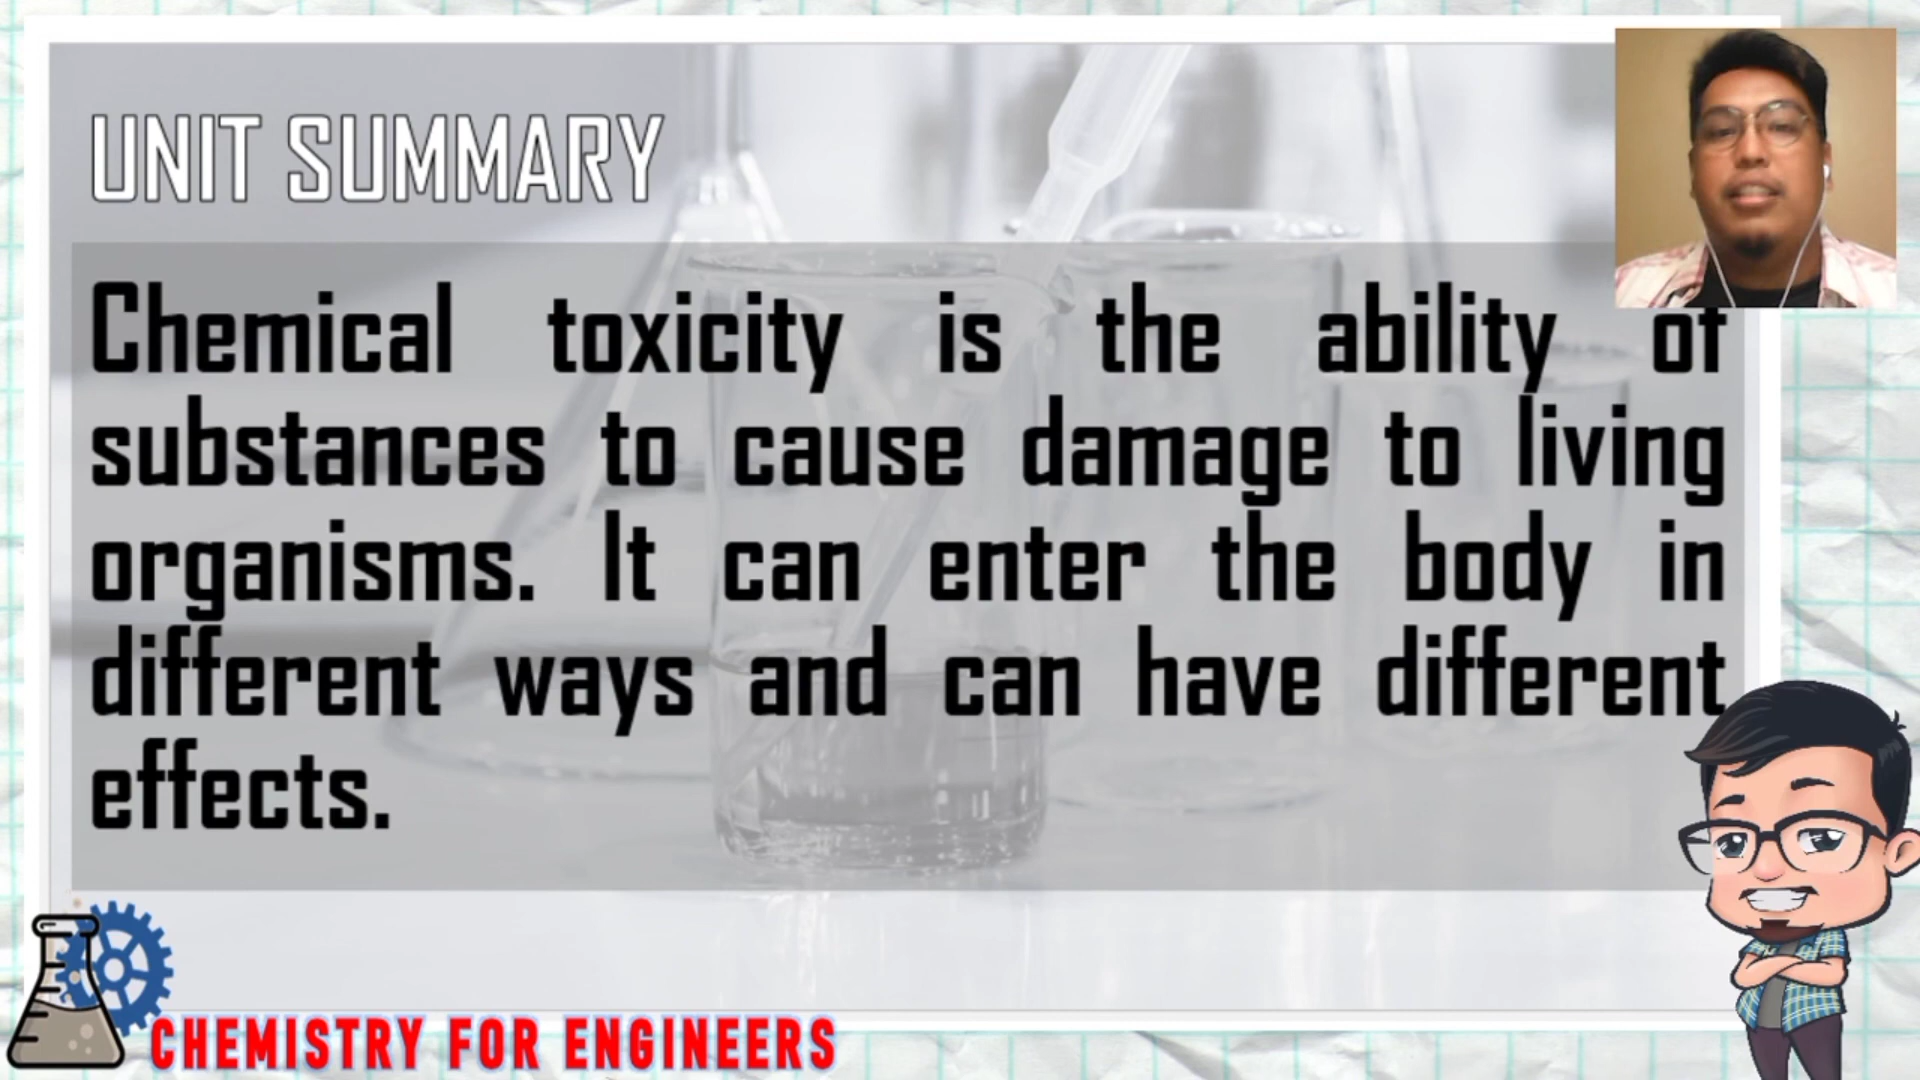 UNIT SUMMARY
Chemical toxicity is the ability of
substances to cause damage to living
organisms. It can enter the body in
different ways and can have different
effects.
CHEMISTRY FOR ENGINEERS